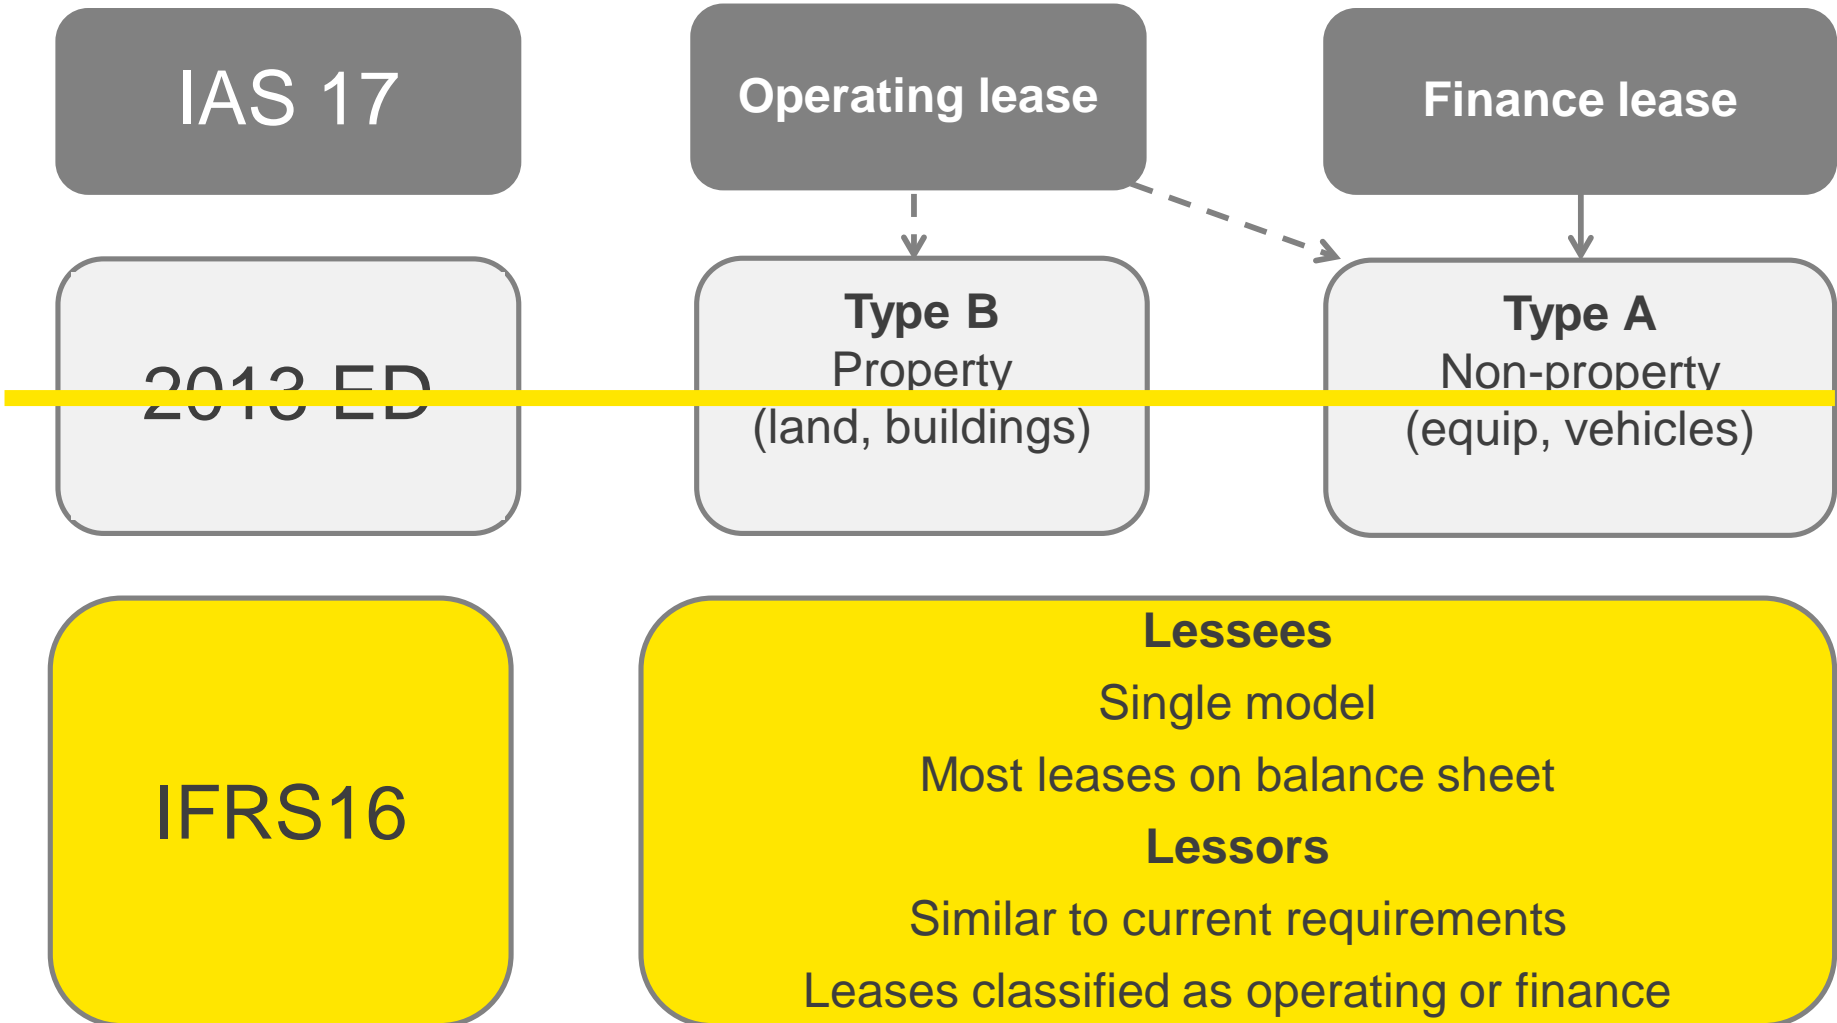 IAS 17
Operating lease
Finance lease
2013 ED
Type B
Property
(land, buildings)
Type A
Non-property
(equip, vehicles)
IFRS16
Lessees
Single model
Most leases on balance sheet
Lessors
Similar to current requirements
Leases classified as operating or finance